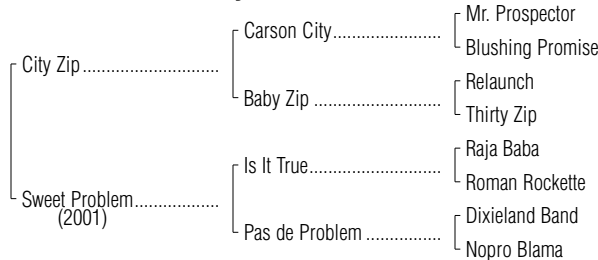 Mr. Prospector
Carson City
Blushing Promise
City Zip
Relaunch
Baby Zip
Thirty Zip
Raja Baba
Is It True
Roman Rockette
Sweet Problem
(2001)
Dixieland Band
Pas de Problem
Nopro Blama